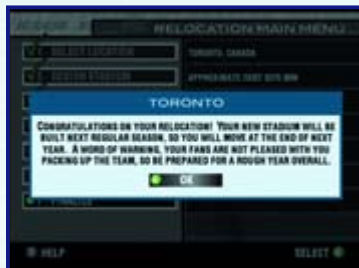 RELOCATION MAIN MENU
SELECT LOCATION
TORONTO, CANADA
DESIGN STADIUM
TORONTO
CONGRATULATIONS ON YOUR RELOCATION! YOUR NEW STADIUM WILL BE
BUILT NEXT REGULAR SEASON, SO YOU WILL MOVE AT THE END OF NEXT
YEAR. A WORD OF WARNING, YOUR FANS ARE NOT PLEASED WITH YOU
PACKING UP THE TEAM, SO BE PREPARED FOR A ROUGH YEAR OVERALL.
OK
HELP
SELECT